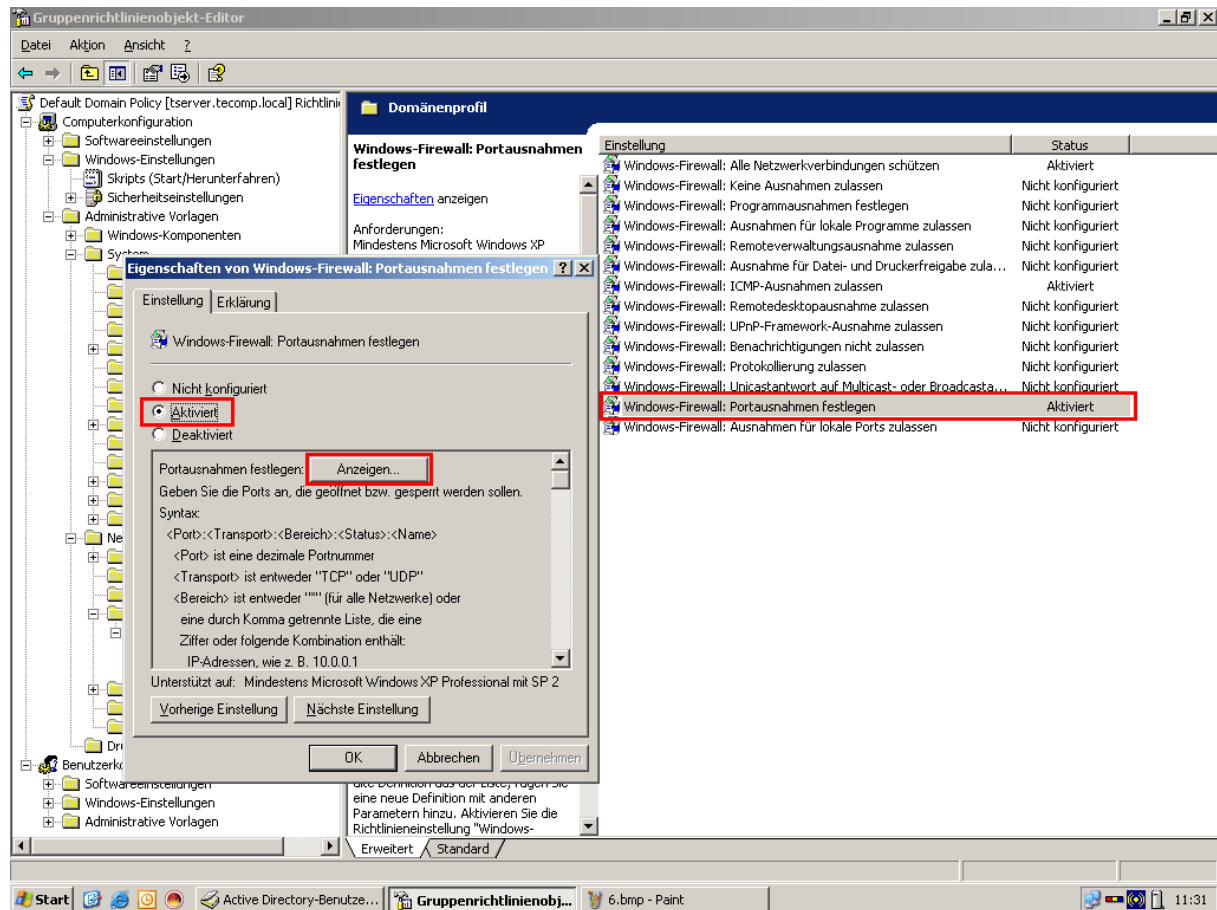 Gruppenrichtlinienobjekt-Editor
Datei Aktion Ansicht ?
Default Domain Policy [tserver.tecomp.local] Richtlini
Computerkonfiguration
Softwareeinstellungen
Windows-Einstellungen
Skripts (Start/Herunterfahren)
Sicherheitseinstellungen
Administrative Vorlagen
Windows-Komponenten
System
Ne
Dru
Benutzerko
Softwareeinstellungen
Windows-Einstellungen
Administrative Vorlagen
Domänenprofil
Windows-Firewall: Portausnahmen
festlegen
Eigenschaften anzeigen
Anforderungen:
Mindestens Microsoft Windows XP
eine neue Definition mit anderen
Parametern hinzu. Aktivieren Sie die
Richtlinieneinstellung "Windows-
Einstellung Status
Windows-Firewall: Alle Netzwerkverbindungen schützen Aktiviert
Windows-Firewall: Keine Ausnahmen zulassen Nicht konfiguriert
Windows-Firewall: Programmausnahmen festlegen Nicht konfiguriert
Windows-Firewall: Ausnahmen für lokale Programme zulassen Nicht konfiguriert
Windows-Firewall: Remoteverwaltungsausnahme zulassen Nicht konfiguriert
Windows-Firewall: Ausnahme für Datei- und Druckerfreigabe zula... Nicht konfiguriert
Windows-Firewall: ICMP-Ausnahmen zulassen Aktiviert
Windows-Firewall: Remotedesktopausnahme zulassen Nicht konfiguriert
Windows-Firewall: UPnP-Framework-Ausnahme zulassen Nicht konfiguriert
Windows-Firewall: Benachrichtigungen nicht zulassen Nicht konfiguriert
Windows-Firewall: Protokollierung zulassen Nicht konfiguriert
Windows-Firewall: Unicastantwort auf Multicast- oder Broadcasta... Nicht konfiguriert
Windows-Firewall: Portausnahmen festlegen Aktiviert
Windows-Firewall: Ausnahmen für lokale Ports zulassen Nicht konfiguriert
Eigenschaften von Windows-Firewall: Portausnahmen festlegen
Einstellung Erklärung
Windows-Firewall: Portausnahmen festlegen
Nicht konfiguriert
Aktiviert
Deaktiviert
Portausnahmen festlegen: Anzeigen...
Geben Sie die Ports an, die geöffnet bzw. gesperrt werden sollen.
Syntax:
<Port>:<Transport>:<Bereich>:<Status>:<Name>
<Port> ist eine dezimale Portnummer
<Transport> ist entweder "TCP" oder "UDP"
<Bereich> ist entweder "*" (für alle Netzwerke) oder
eine durch Komma getrennte Liste, die eine
Ziffer oder folgende Kombination enthält:
IP-Adressen, wie z. B. 10.0.0.1
Unterstützt auf: Mindestens Microsoft Windows XP Professional mit SP 2
Vorherige Einstellung Nächste Einstellung
OK Abbrechen Übernehmen
Erweitert Standard
Start Active Directory-Benutze... Gruppenrichtlinienobj... 6.bmp - Paint 11:31